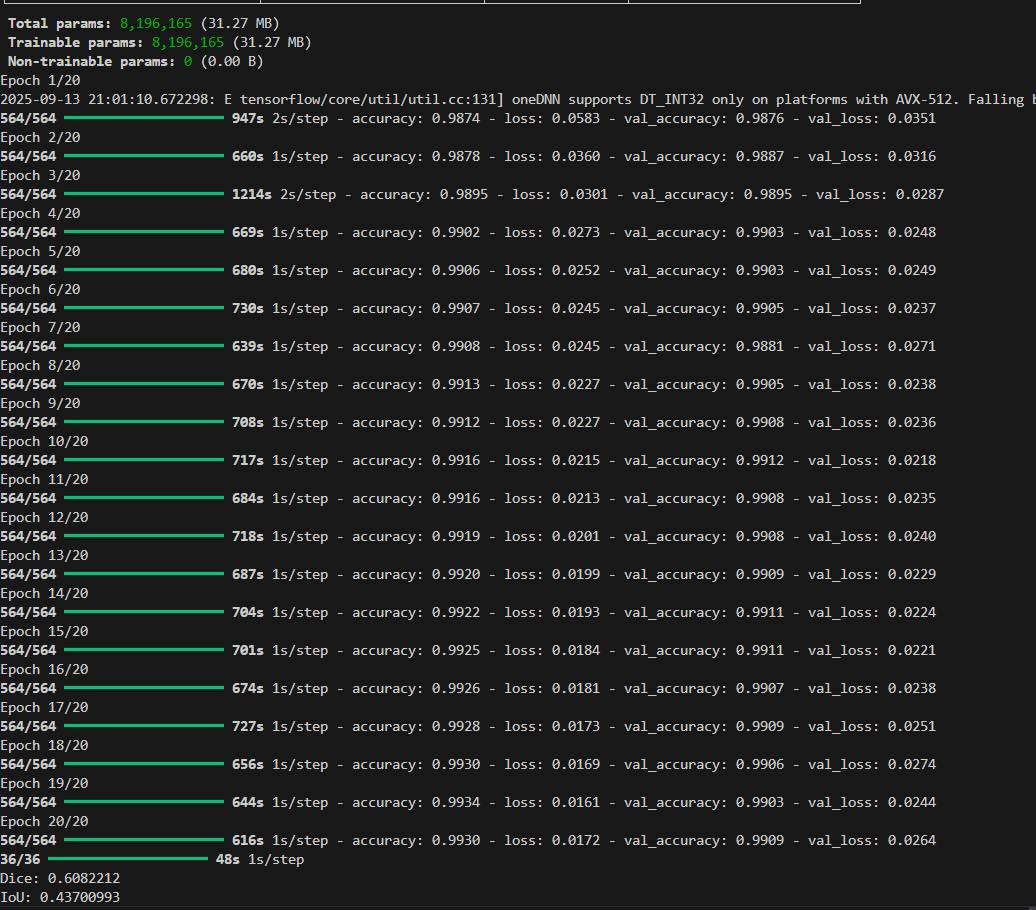 Total params: 8,196,165 (31.27 MB)
Trainable params: 8,196,165 (31.27 MB)
Non-trainable params: 0 (0.00 B)
Epoch 1/20
2025-09-13 21:01:10.672298: E tensorflow/core/util/util.cc:131] oneDNN supports DT_INT32 only on platforms with AVX-512. Falling b
564/564 947s 2s/step - accuracy: 0.9874 - loss: 0.0583 - val_accuracy: 0.9876 - val_loss: 0.0351
Epoch 2/20
564/564 660s 1s/step - accuracy: 0.9878 - loss: 0.0360 - val_accuracy: 0.9887 - val_loss: 0.0316
Epoch 3/20
564/564 1214s 2s/step - accuracy: 0.9895 - loss: 0.0301 - val_accuracy: 0.9895 - val_loss: 0.0287
Epoch 4/20
564/564 669s 1s/step - accuracy: 0.9902 - loss: 0.0273 - val_accuracy: 0.9903 - val_loss: 0.0248
Epoch 5/20
564/564 680s 1s/step - accuracy: 0.9906 - loss: 0.0252 - val_accuracy: 0.9903 - val_loss: 0.0249
Epoch 6/20
564/564 730s 1s/step - accuracy: 0.9907 - loss: 0.0245 - val_accuracy: 0.9905 - val_loss: 0.0237
Epoch 7/20
564/564 639s 1s/step - accuracy: 0.9908 - loss: 0.0245 - val_accuracy: 0.9881 - val_loss: 0.0271
Epoch 8/20
564/564 670s 1s/step - accuracy: 0.9913 - loss: 0.0227 - val_accuracy: 0.9905 - val_loss: 0.0238
Epoch 9/20
564/564 708s 1s/step - accuracy: 0.9912 - loss: 0.0227 - val_accuracy: 0.9908 - val_loss: 0.0236
Epoch 10/20
564/564 717s 1s/step - accuracy: 0.9916 - loss: 0.0215 - val_accuracy: 0.9912 - val_loss: 0.0218
Epoch 11/20
564/564 684s 1s/step - accuracy: 0.9916 - loss: 0.0213 - val_accuracy: 0.9908 - val_loss: 0.0235
Epoch 12/20
564/564 718s 1s/step - accuracy: 0.9919 - loss: 0.0201 - val_accuracy: 0.9908 - val_loss: 0.0240
Epoch 13/20
564/564 687s 1s/step - accuracy: 0.9920 - loss: 0.0199 - val_accuracy: 0.9909 - val_loss: 0.0229
Epoch 14/20
564/564 704s 1s/step - accuracy: 0.9922 - loss: 0.0193 - val_accuracy: 0.9911 - val_loss: 0.0224
Epoch 15/20
564/564 701s 1s/step - accuracy: 0.9925 - loss: 0.0184 - val_accuracy: 0.9911 - val_loss: 0.0221
Epoch 16/20
564/564 674s 1s/step - accuracy: 0.9926 - loss: 0.0181 - val_accuracy: 0.9907 - val_loss: 0.0238
Epoch 17/20
564/564 727s 1s/step - accuracy: 0.9928 - loss: 0.0173 - val_accuracy: 0.9909 - val_loss: 0.0251
Epoch 18/20
564/564 656s 1s/step - accuracy: 0.9930 - loss: 0.0169 - val_accuracy: 0.9906 - val_loss: 0.0274
Epoch 19/20
564/564 644s 1s/step - accuracy: 0.9934 - loss: 0.0161 - val_accuracy: 0.9903 - val_loss: 0.0244
Epoch 20/20
564/564 616s 1s/step - accuracy: 0.9930 - loss: 0.0172 - val_accuracy: 0.9909 - val_loss: 0.0264
36/36 48s 1s/step
Dice: 0.6082212
IoU: 0.43700993